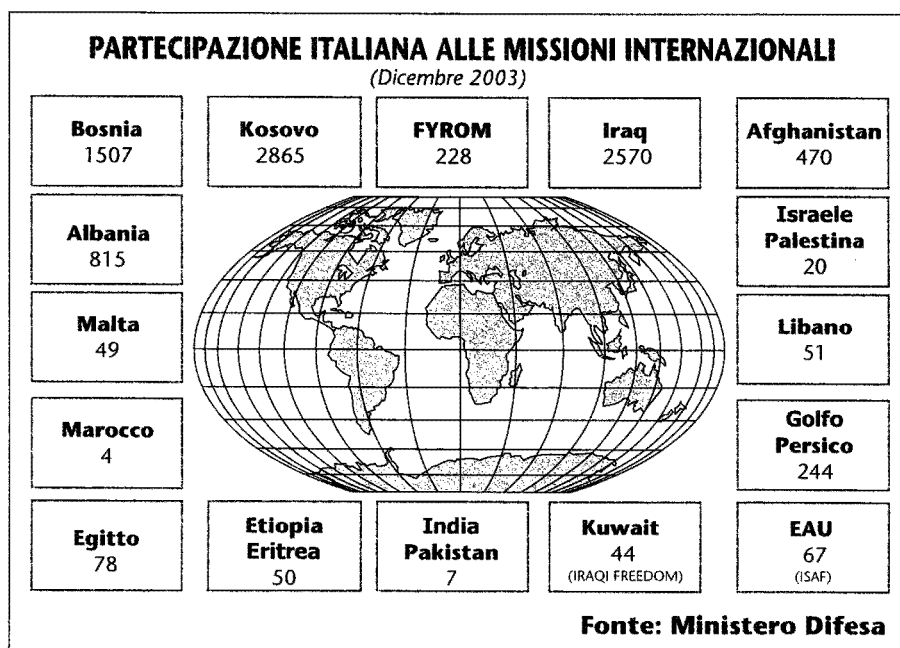 PARTECIPAZIONE ITALIANA ALLE MISSIONI INTERNAZIONALI
(Dicembre 2003)
Bosnia
1507
Kosovo
2865
FYROM
228
Iraq
2570
Afghanistan
470
Albania
815
Israele
Palestina
20
Malta
49
Libano
51
Marocco
4
Golfo
Persico
244
Egitto
78
Etiopia
Eritrea
50
India
Pakistan
7
Kuwait
44
(IRAQI FREEDOM)
EAU
67
(ISAF)
Fonte: Ministero Difesa